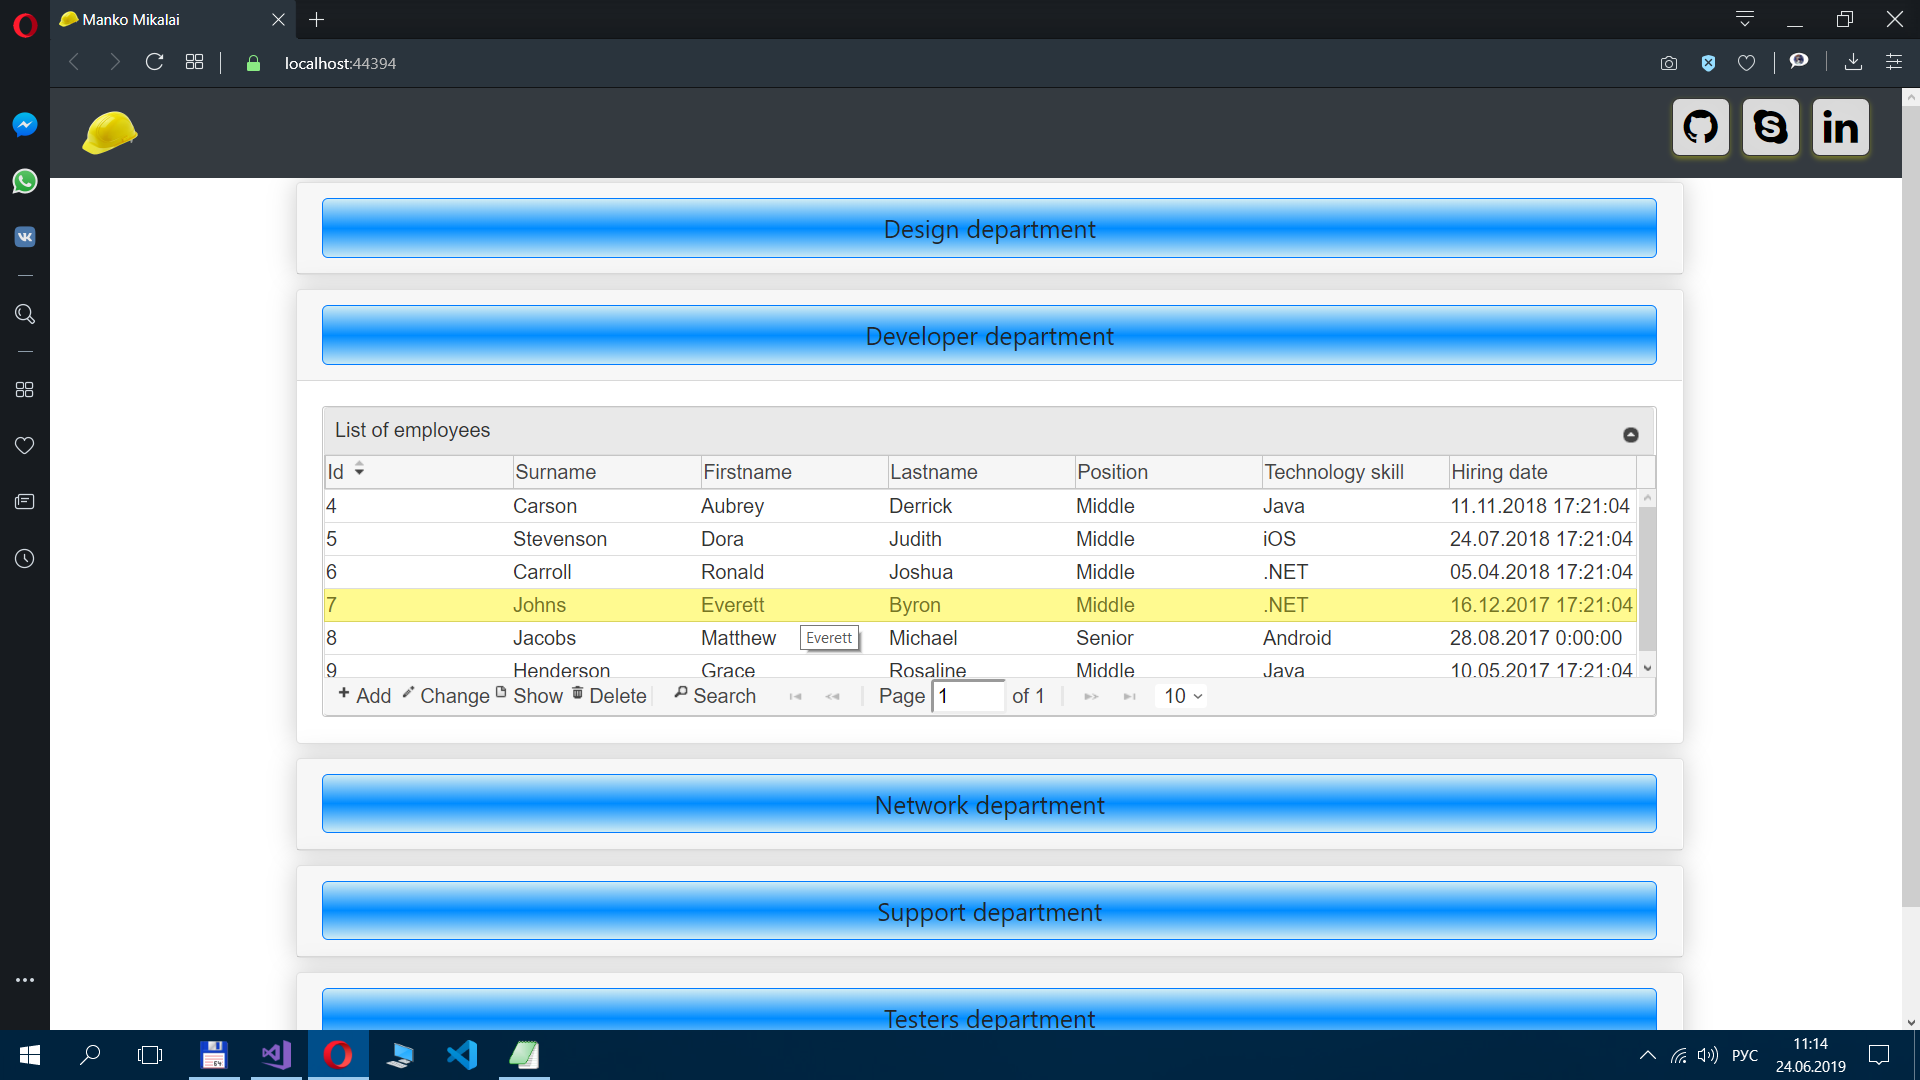 Manko Mikalai
localhost:44394
in
Design department
Developer department
List of employees
Id Surname Firstname Lastname Position Technology skill Hiring date
4 Carson Aubrey Derrick Middle Java 11.11.2018 17:21:04
5 Stevenson Dora Judith Middle iOS 24.07.2018 17:21:04
6 Carroll Ronald Joshua Middle .NET 05.04.2018 17:21:04
7 Johns Everett Byron Middle .NET 16.12.2017 17:21:04
8 Jacobs Matthew Everett Michael Senior Android 28.08.2017 0:00:00
9 Henderson Grace Rosaline Middle Java 10.05.2017 17:21:04
Add Change Show Delete Search Page 1 of 1 10
Network department
Support department
Testers department
64
РУС
11:14
24.06.2019